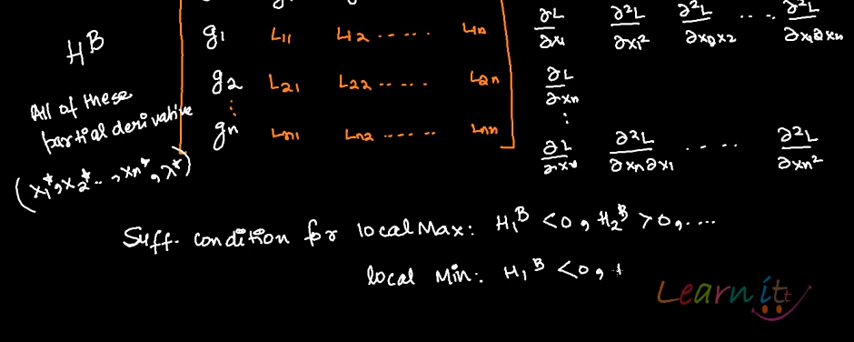 ∂L/∂x1 ∂²L/∂x1² ∂²L/∂x1∂x2 ..... ∂²L/∂x1∂xn
g1 L11 L12 ...... L1n
HB
g2 L21 L22 ...... L2n ∂L/∂xn
All of these
partial derivative
⋮ ⋮ ⋮
gn Ln1 Ln2 ...... Lnn ∂L/∂xn ∂²L/∂xn∂x1 ..... ∂²L/∂xn²
(x1*, x2* ..., xn*, λ*)
Suff. condition for local Max: H1B < 0, H2B > 0, ....
local Min: H1B < 0,
Learnitt